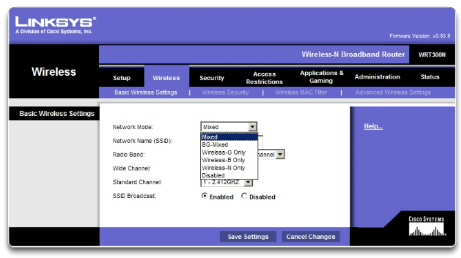 LINKSYS®
A Division of Cisco Systems, Inc.
Firmware Version: v0.93.9
Wireless-N Broadband Router WRT300N
Wireless
Setup Wireless Security Access Restrictions Applications & Gaming Administration Status
Basic Wireless Settings | Wireless Security | Wireless MAC Filter | Advanced Wireless Settings
Basic Wireless Settings
Network Mode: Mixed
Help...
Mixed
BG-Mixed
Wireless-G Only
Wireless-B Only
Wireless-N Only
Disabled
Network Name (SSID):
Radio Band: hannel
Wide Channel:
Standard Channel: 1 - 2.412GHZ
SSID Broadcast: Enabled Disabled
CISCO SYSTEMS
Save Settings Cancel Changes